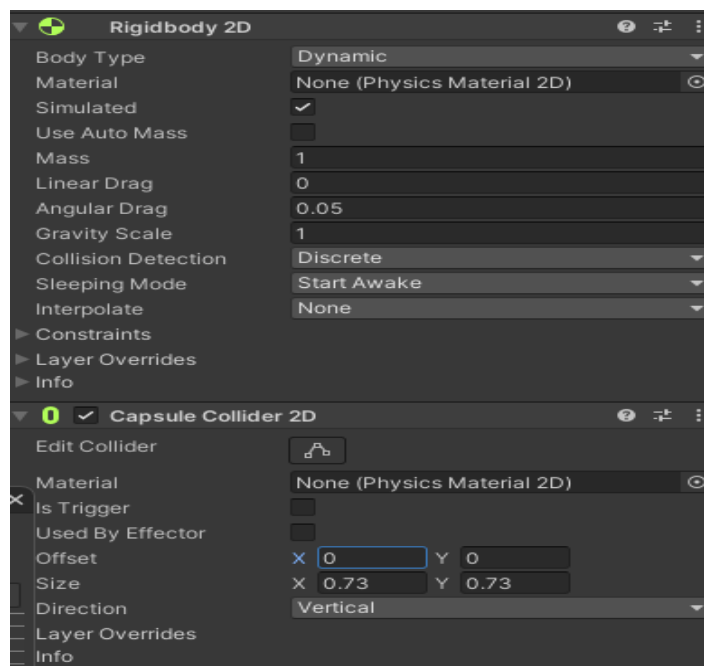 Rigidbody 2D
Body Type Dynamic
Material None (Physics Material 2D)
Simulated
Use Auto Mass
Mass 1
Linear Drag 0
Angular Drag 0.05
Gravity Scale 1
Collision Detection Discrete
Sleeping Mode Start Awake
Interpolate None
Constraints
Layer Overrides
Info
Capsule Collider 2D
Edit Collider
Material None (Physics Material 2D)
Is Trigger
Used By Effector
Offset X 0 Y 0
Size X 0.73 Y 0.73
Direction Vertical
Layer Overrides
Info